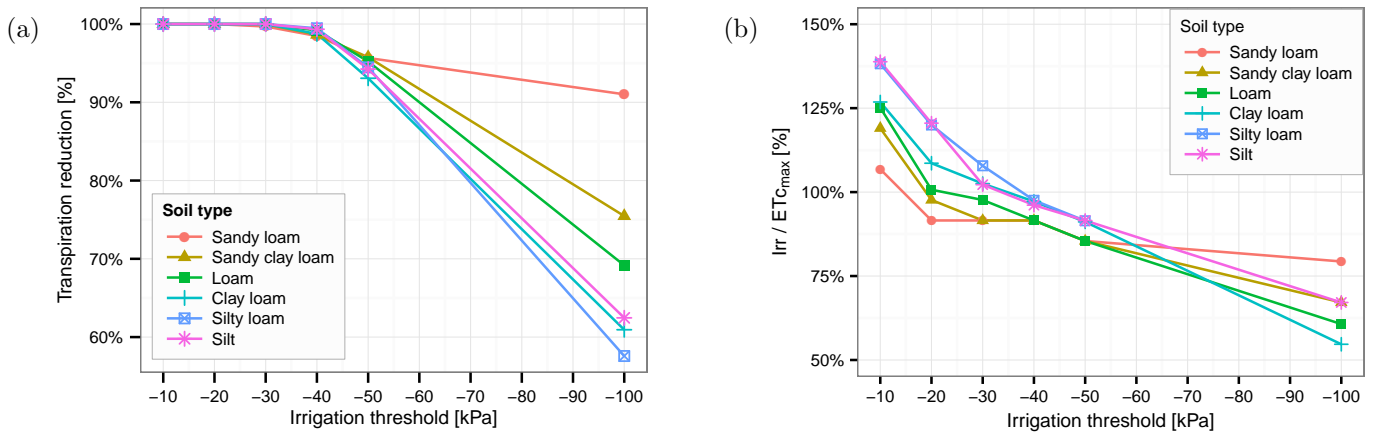 (a)
Transpiration reduction [%]
100%
90%
80%
70%
60%
Soil type
Sandy loam
Sandy clay loam
Loam
Clay loam
Silty loam
Silt
−10 −20 −30 −40 −50 −60 −70 −80 −90 −100
Irrigation threshold [kPa]
(b)
Irr / ETc_max [%]
150%
125%
100%
75%
50%
Soil type
Sandy loam
Sandy clay loam
Loam
Clay loam
Silty loam
Silt
−10 −20 −30 −40 −50 −60 −70 −80 −90 −100
Irrigation threshold [kPa]